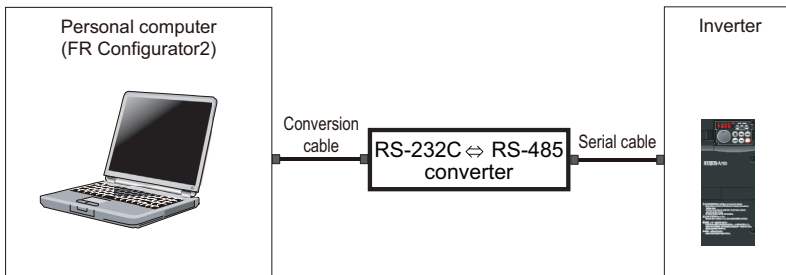 Personal computer
(FR Configurator2)
Inverter
Conversion
cable
RS-232C ⇔ RS-485
converter
Serial cable